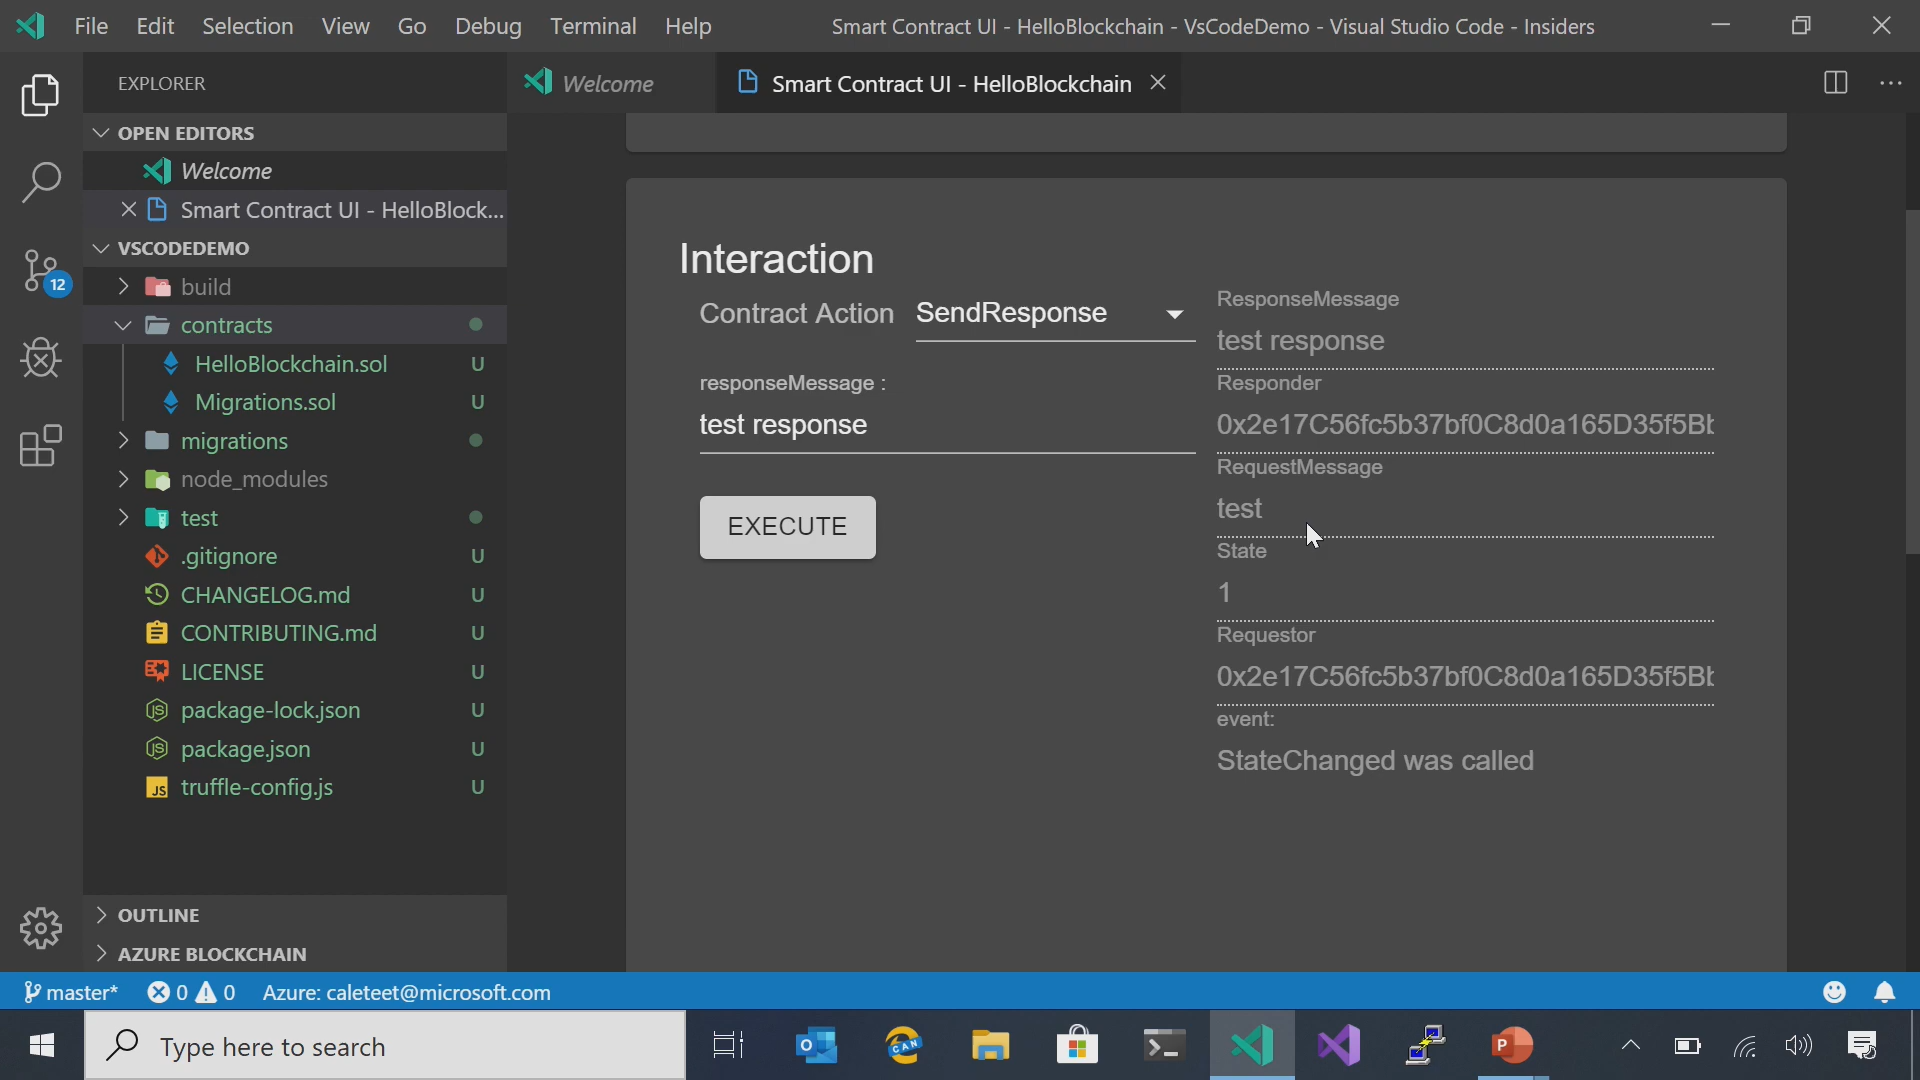 File Edit Selection View Go Debug Terminal Help
Smart Contract UI - HelloBlockchain - VsCodeDemo - Visual Studio Code - Insiders
EXPLORER
OPEN EDITORS
Welcome
Smart Contract UI - HelloBlock...
VSCODEDEMO
build
contracts
HelloBlockchain.sol U
Migrations.sol U
migrations
node_modules
test
.gitignore U
CHANGELOG.md U
CONTRIBUTING.md U
LICENSE U
package-lock.json U
package.json U
JS truffle-config.js U
OUTLINE
AZURE BLOCKCHAIN
12
Welcome
Smart Contract UI - HelloBlockchain
Interaction
Contract Action SendResponse
responseMessage :
test response
EXECUTE
ResponseMessage
test response
Responder
0x2e17C56fc5b37bf0C8d0a165D35f5Bb
RequestMessage
test
State
1
Requestor
0x2e17C56fc5b37bf0C8d0a165D35f5Bb
event:
StateChanged was called
master* 0 0 Azure: caleteet@microsoft.com
Type here to search
CAN